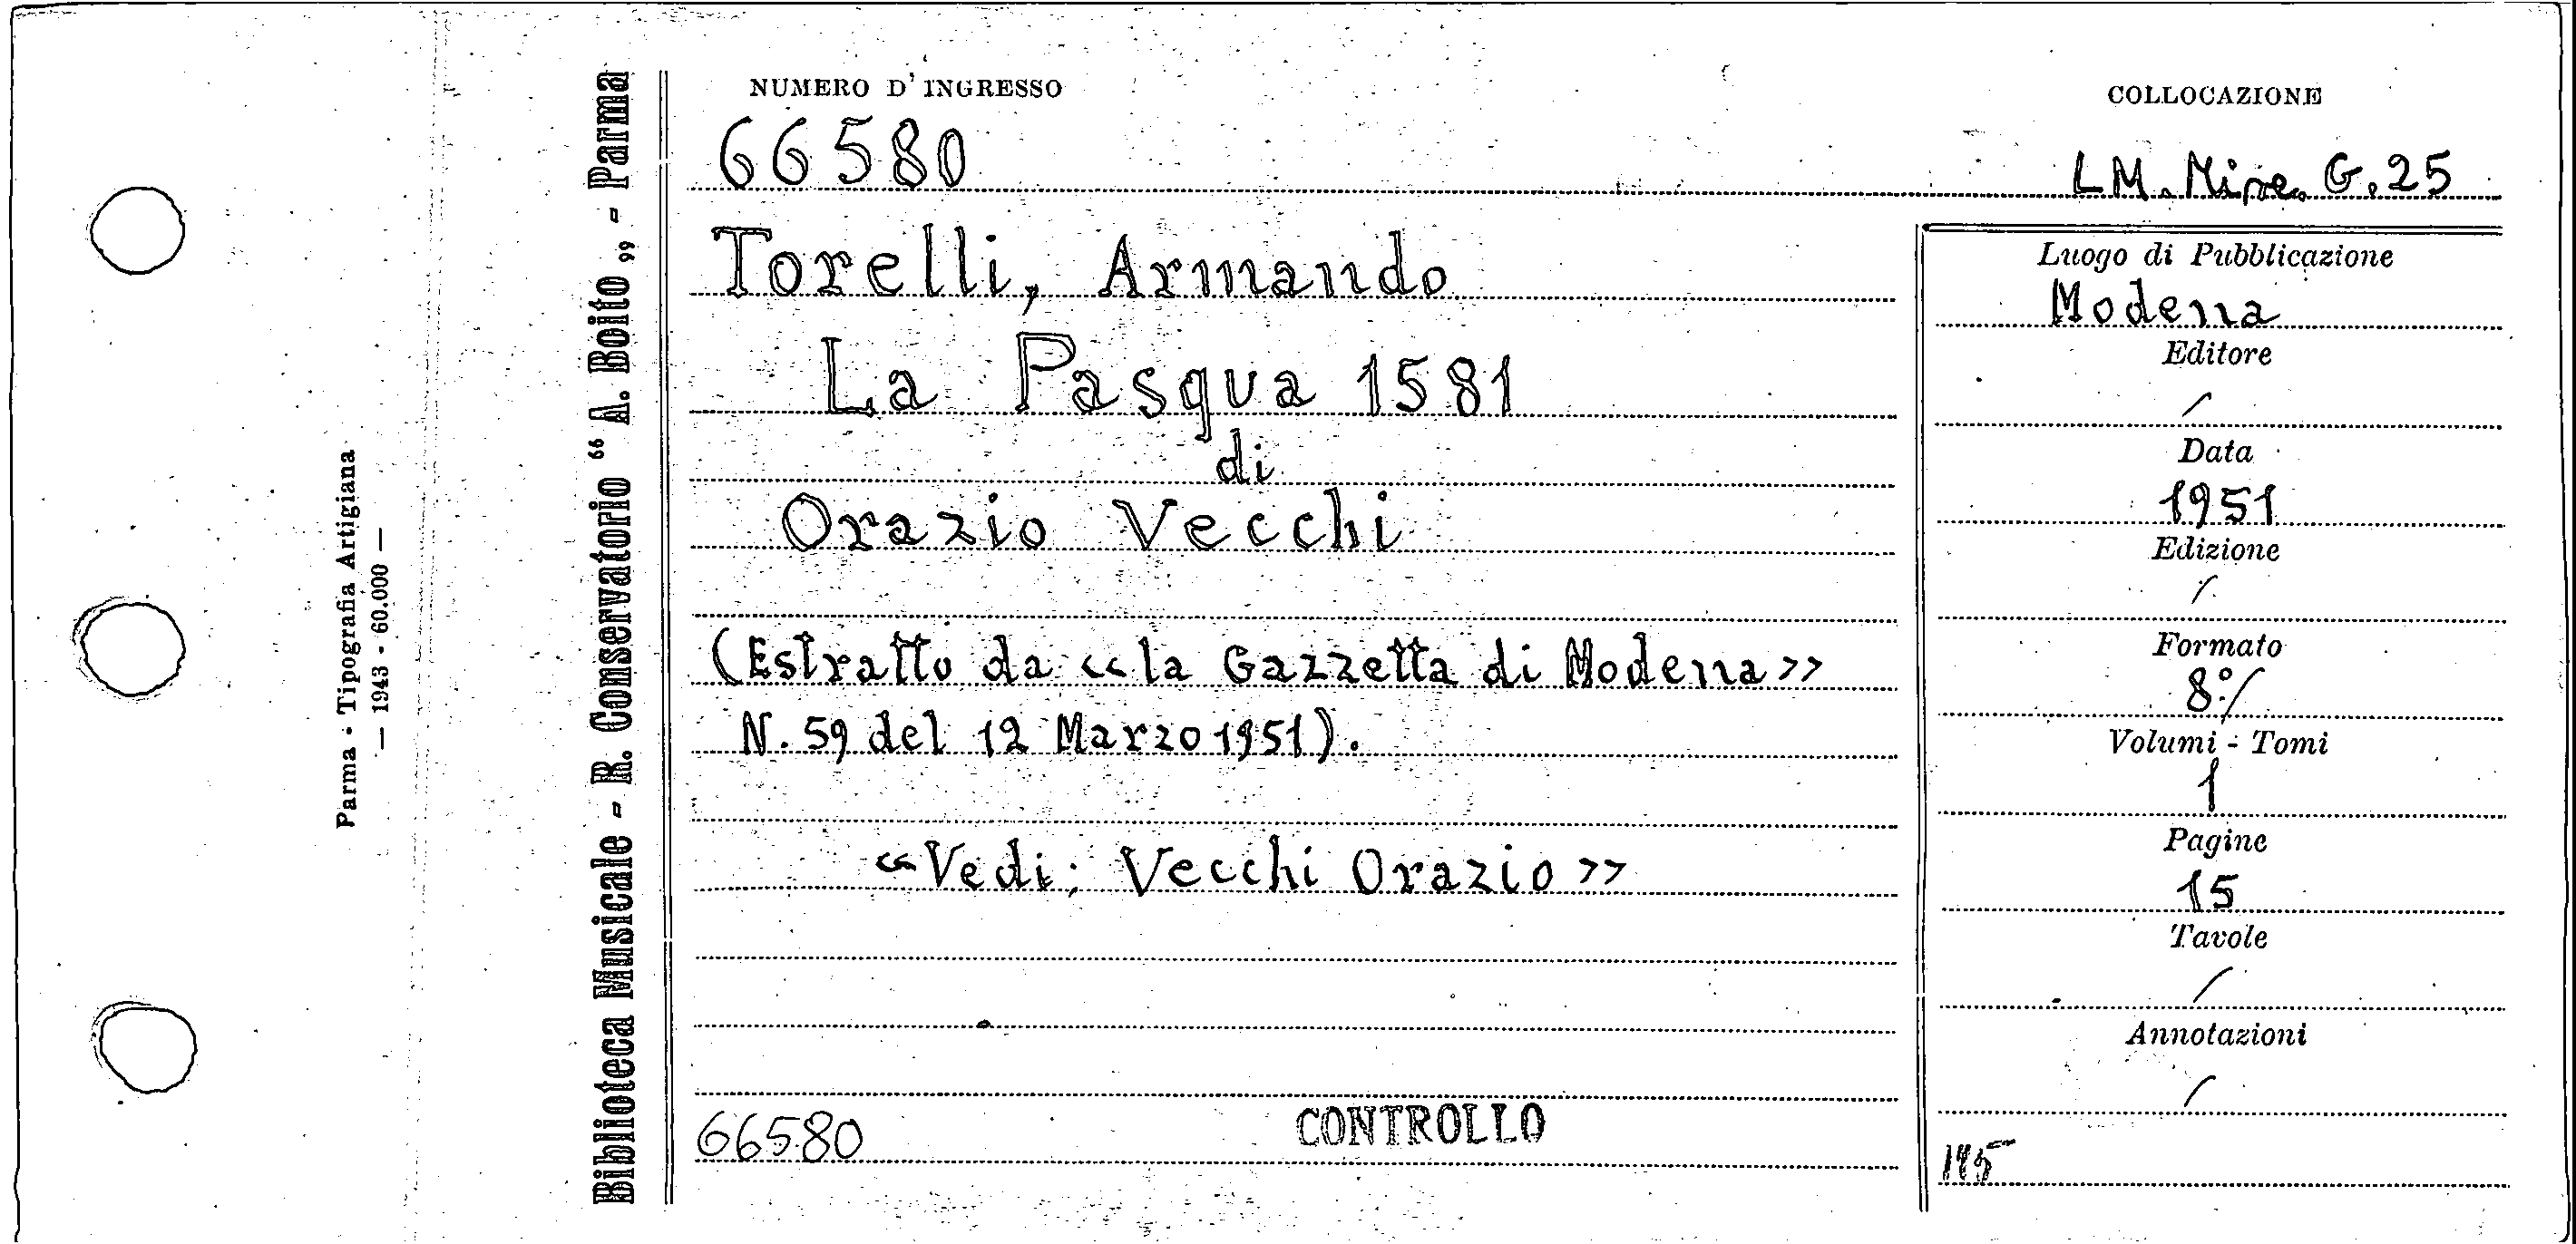 Parma - Tipografia Artigiana
— 1943 - 60.000 —
Biblioteca Musicale - R. Conservatorio “ A. Boito „ - Parma
NUMERO D' INGRESSO
66580
COLLOCAZIONE
LM. G.25
Torelli, Armando
La Pasqua 1581
di
Orazio Vecchi
(Estratto da «la Gazzetta di Modena»
N. 59 del 12 Marzo 1951).
«Vedi: Vecchi Orazio»
66580
CONTROLLO
Luogo di Pubblicazione
Modena
Editore
/
Data
1951
Edizione
/
Formato
8º/
Volumi - Tomi
1
Pagine
15
Tavole
/
Annotazioni
/